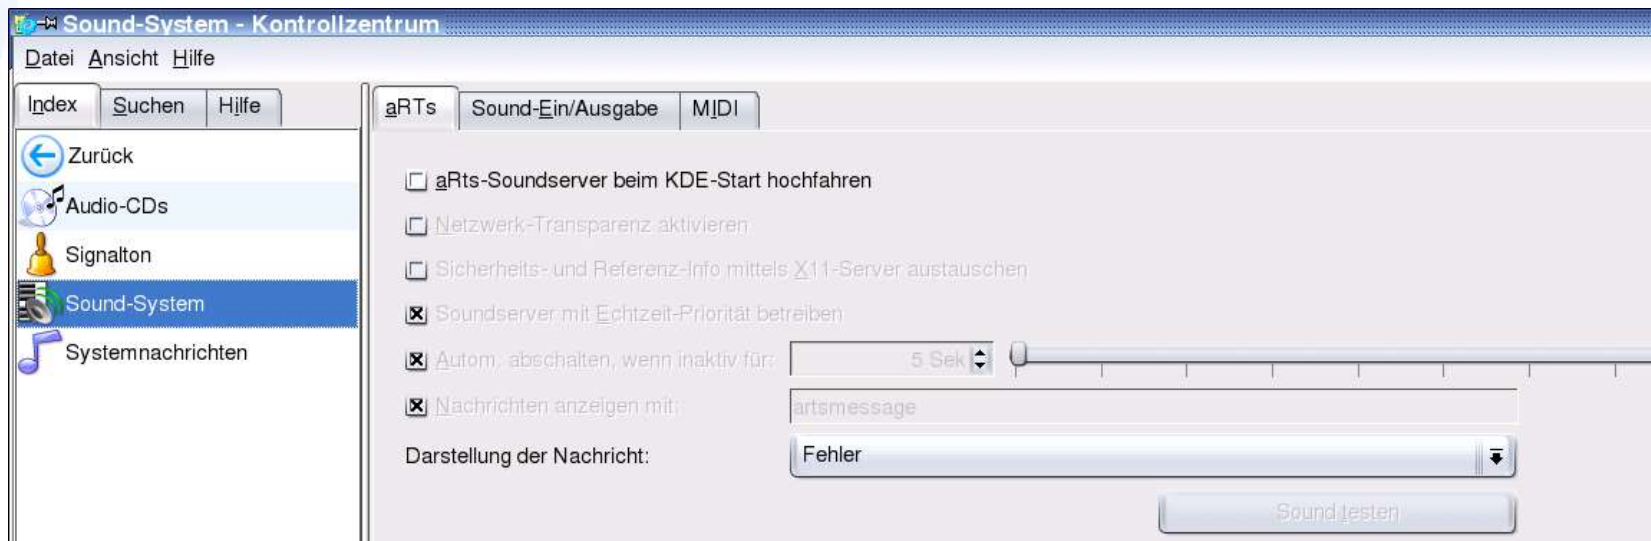 Sound-System - Kontrollzentrum
Datei Ansicht Hilfe
Index Suchen Hilfe
Zurück
Audio-CDs
Signalton
Sound-System
Systemnachrichten
aRTs Sound-Ein/Ausgabe MIDI
aRts-Soundserver beim KDE-Start hochfahren
Netzwerk-Transparenz aktivieren
Sicherheits- und Referenz-Info mittels X11-Server austauschen
Soundserver mit Echtzeit-Priorität betreiben
Autom. abschalten, wenn inaktiv für: 5 Sek
Nachrichten anzeigen mit: artsmessage
Darstellung der Nachricht: Fehler
Sound testen